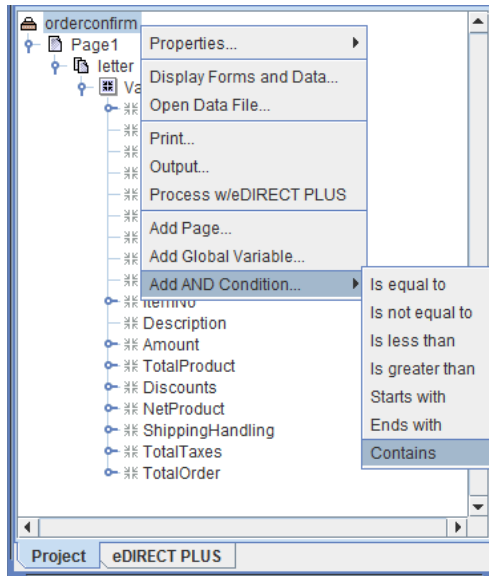 orderconfirm
Page1
letter
Va
Properties...
Display Forms and Data...
Open Data File...
Print...
Output...
Process w/eDIRECT PLUS
Add Page...
Add Global Variable...
Add AND Condition...
Is equal to
Is not equal to
Is less than
Is greater than
Starts with
Ends with
Contains
ItemNo
Description
Amount
TotalProduct
Discounts
NetProduct
ShippingHandling
TotalTaxes
TotalOrder
Project eDIRECT PLUS